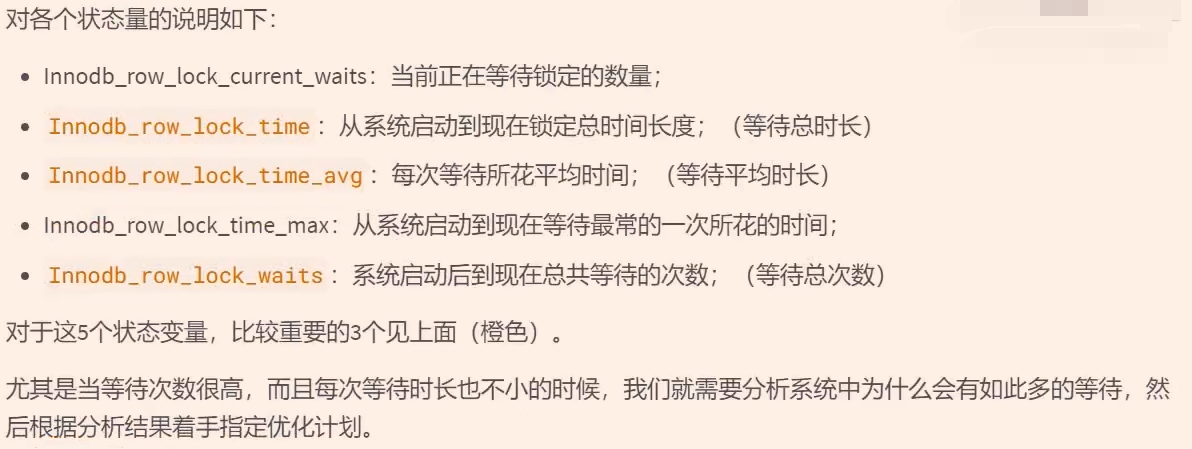 对各个状态量的说明如下：
Innodb_row_lock_current_waits：当前正在等待锁定的数量；
Innodb_row_lock_time ：从系统启动到现在锁定总时间长度；（等待总时长）
Innodb_row_lock_time_avg ：每次等待所花平均时间；（等待平均时长）
Innodb_row_lock_time_max：从系统启动到现在等待最常的一次所花的时间；
Innodb_row_lock_waits ：系统启动后到现在总共等待的次数；（等待总次数）
对于这5个状态变量，比较重要的3个见上面（橙色）。
尤其是当等待次数很高，而且每次等待时长也不小的时候，我们就需要分析系统中为什么会有如此多的等待，然
后根据分析结果着手指定优化计划。